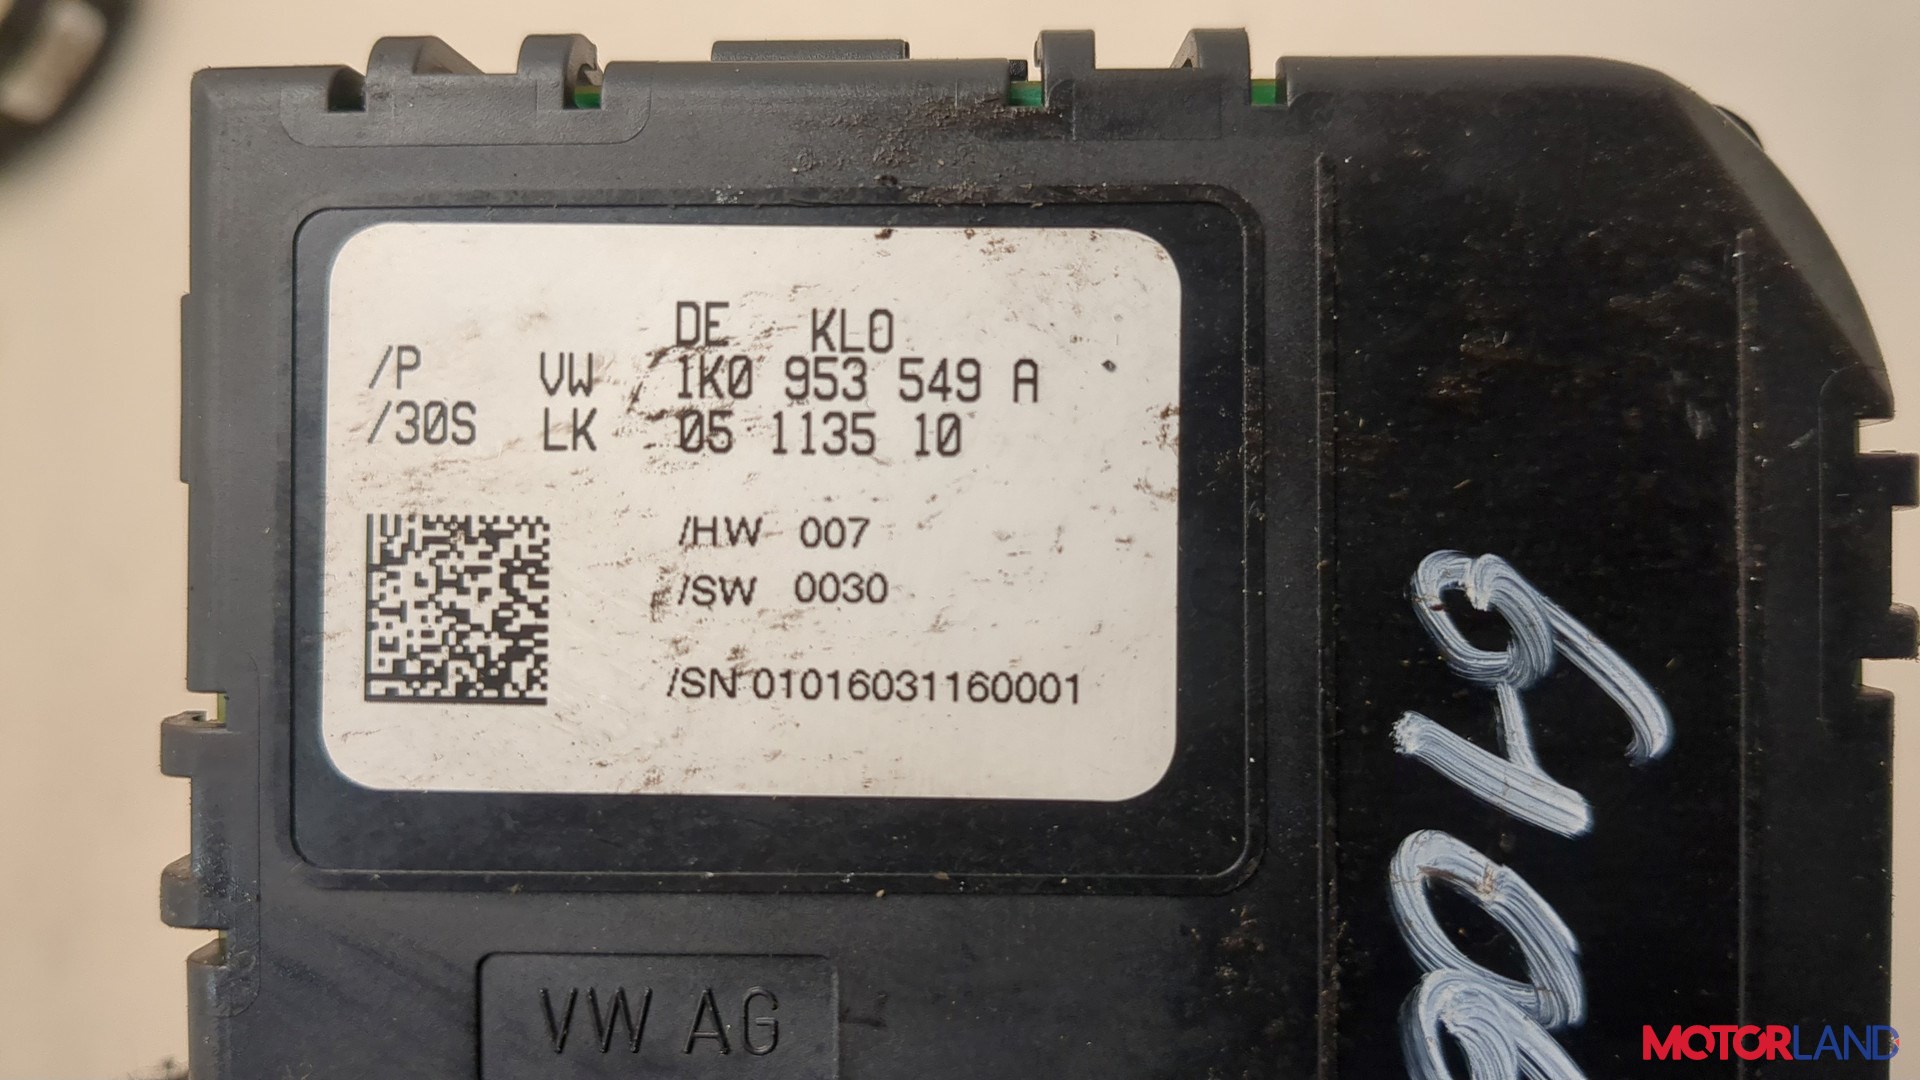 DE KLO
/P VW 1K0 953 549 A
/30S LK 05 1135 10
/HW 007
/SW 0030
/SN 01016031160001
VW AG
MOTORLAND